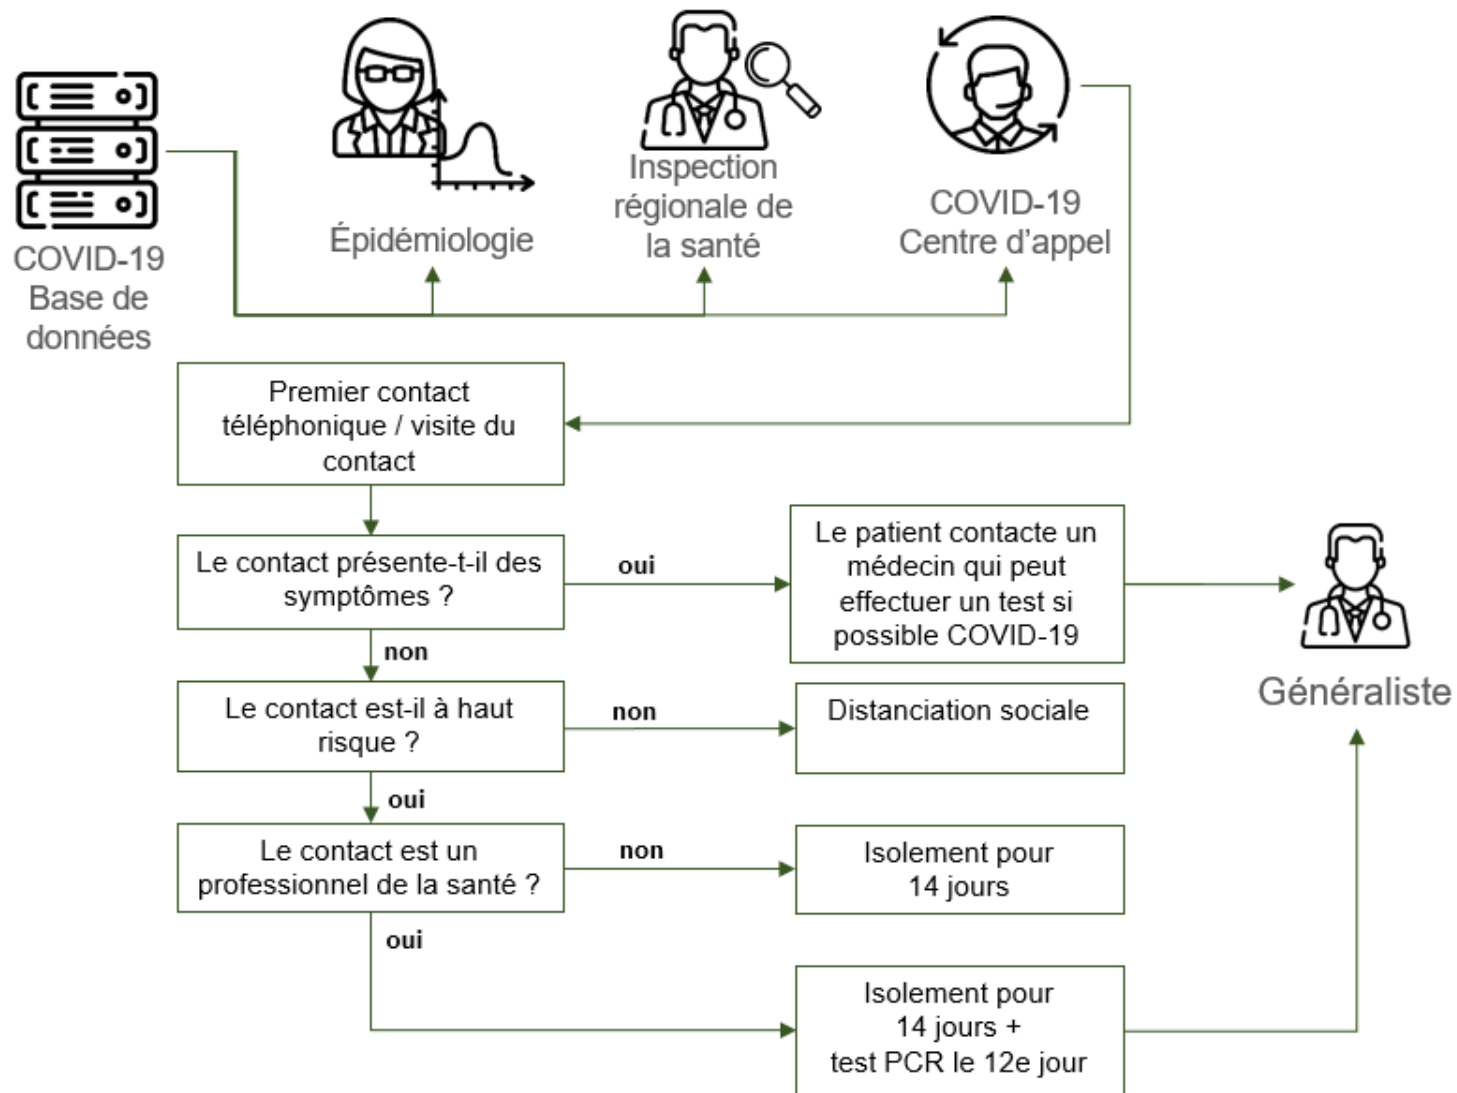 COVID-19
Base de
données
Épidémiologie
Inspection
régionale de
la santé
COVID-19
Centre d'appel
Premier contact
téléphonique / visite du
contact
Le contact présente-t-il des
symptômes ?
oui
Le patient contacte un
médecin qui peut
effectuer un test si
possible COVID-19
Généraliste
non
Le contact est-il à haut
risque ?
non
Distanciation sociale
oui
Le contact est un
professionnel de la santé ?
non
Isolement pour
14 jours
oui
Isolement pour
14 jours +
test PCR le 12e jour